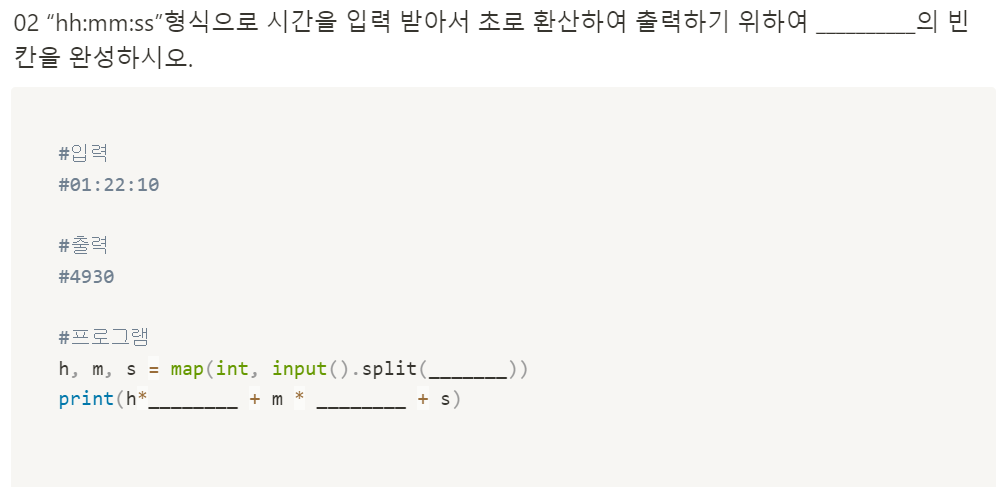 02 “hh:mm:ss”형식으로 시간을 입력 받아서 초로 환산하여 출력하기 위하여 __________의 빈
칸을 완성하시오.
#입력
#01:22:10
#출력
#4930
#프로그램
h, m, s = map(int, input().split(_______))
print(h*________ + m * ________ + s)